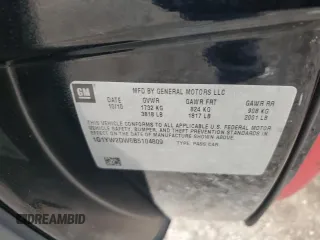 GM
MFD BY GENERAL MOTORS LLC
DATE GVWR GAWR FRT GAWR RR
10/10 1732 KG 824 KG 908 KG
3818 LB 1817 LB 2001 LB
THIS VEHICLE CONFORMS TO ALL APPLICABLE U.S. FEDERAL MOTOR
VEHICLE SAFETY, BUMPER, AND THEFT PREVENTION STANDARDS
IN EFFECT ON THE DATE OF MANUFACTURE SHOWN ABOVE.
TYPE: PASS CAR
DIAMONDBID